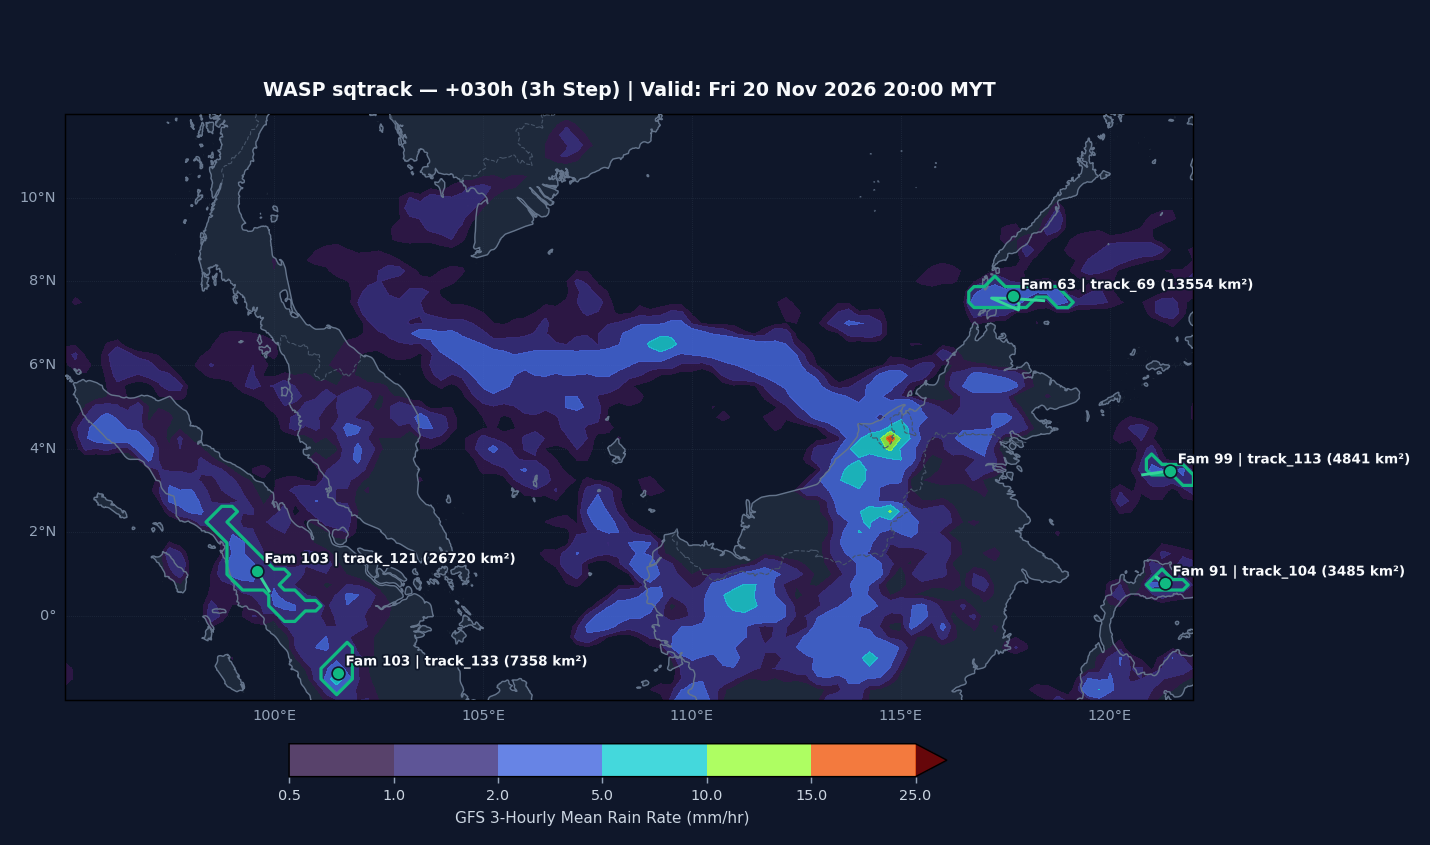 WASP sqtrack — +030h (3h Step) | Valid: Fri 20 Nov 2026 20:00 MYT
10°N
8°N
6°N
4°N
2°N
0°
Fam 63 | track_69 (13554 km²)
Fam 99 | track_113 (4841 km²)
Fam 103 | track_121 (26720 km²)
Fam 91 | track_104 (3485 km²)
Fam 103 | track_133 (7358 km²)
100°E 105°E 110°E 115°E 120°E
0.5 1.0 2.0 5.0 10.0 15.0 25.0
GFS 3-Hourly Mean Rain Rate (mm/hr)